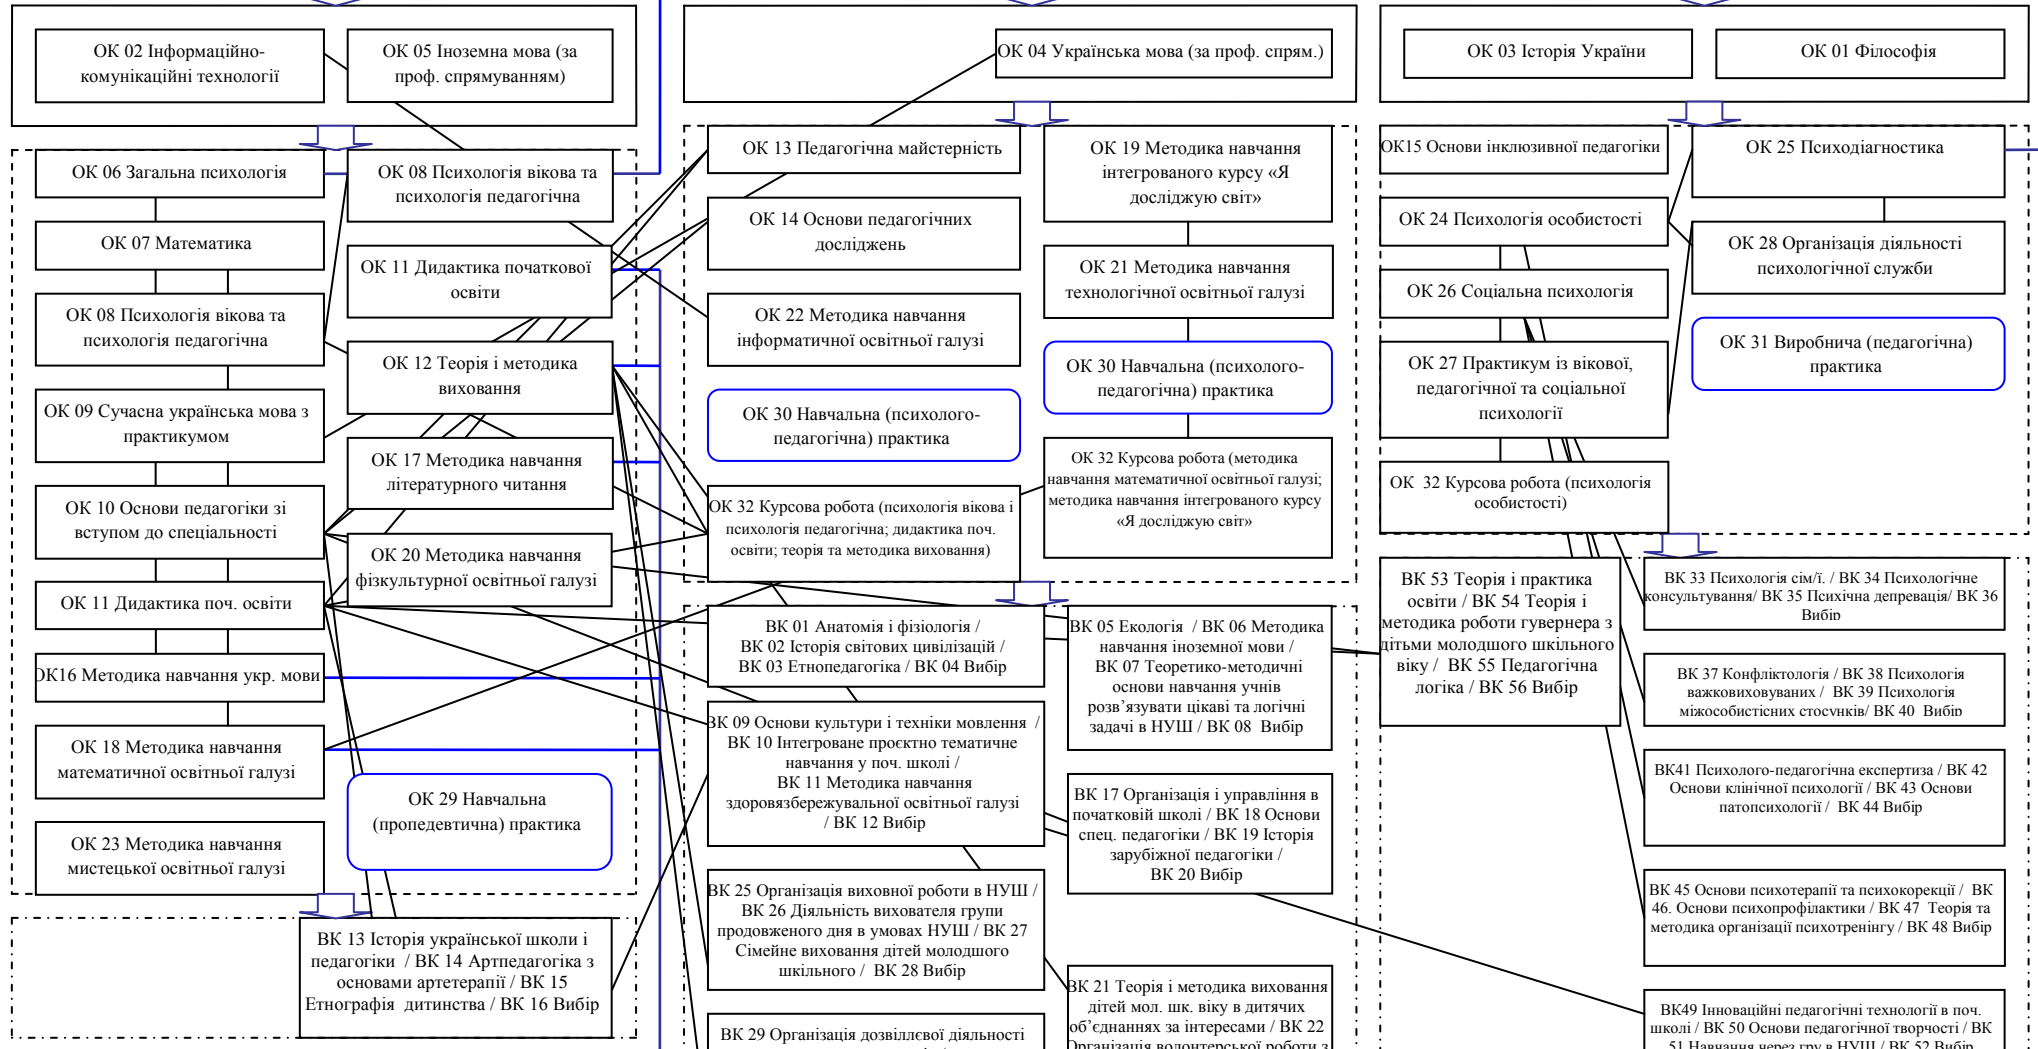 ОК 02 Інформаційно-
комунікаційні технології
ОК 05 Іноземна мова (за
проф. спрямуванням)
ОК 04 Українська мова (за проф. спрям.)
ОК 03 Історія України
ОК 01 Філософія
ОК 06 Загальна психологія
ОК 07 Математика
ОК 08 Психологія вікова та
психологія педагогічна
ОК 09 Сучасна українська мова з
практикумом
ОК 10 Основи педагогіки зі
вступом до спеціальності
ОК 11 Дидактика поч. освіти
ОК16 Методика навчання укр. мови
ОК 18 Методика навчання
математичної освітньої галузі
ОК 23 Методика навчання
мистецької освітньої галузі
ОК 08 Психологія вікова та
психологія педагогічна
ОК 11 Дидактика початкової
освіти
ОК 12 Теорія і методика
виховання
ОК 17 Методика навчання
літературного читання
ОК 20 Методика навчання
фізкультурної освітньої галузі
ОК 29 Навчальна
(пропедевтична) практика
ВК 13 Історія української школи і
педагогіки / ВК 14 Артпедагогіка з
основами артетерапії / ВК 15
Етнографія дитинства / ВК 16 Вибір
ОК 13 Педагогічна майстерність
ОК 14 Основи педагогічних
досліджень
ОК 22 Методика навчання
інформатичної освітньої галузі
ОК 30 Навчальна (психолого-
педагогічна) практика
ОК 32 Курсова робота (психологія вікова і
психологія педагогічна; дидактика поч.
освіти; теорія та методика виховання)
ОК 19 Методика навчання
інтегрованого курсу «Я
досліджую світ»
ОК 21 Методика навчання
технологічної освітньої галузі
ОК 30 Навчальна (психолого-
педагогічна) практика
ОК 32 Курсова робота (методика
навчання математичної освітньої галузі;
методика навчання інтегрованого курсу
«Я досліджую світ»
ВК 01 Анатомія і фізіологія /
ВК 02 Історія світових цивілізацій /
ВК 03 Етнопедагогіка / ВК 04 Вибір
ВК 09 Основи культури і техніки мовлення /
ВК 10 Інтегроване проєктно тематичне
навчання у поч. школі /
ВК 11 Методика навчання
здоровязбережувальної освітньої галузі
/ ВК 12 Вибір
ВК 25 Організація виховної роботи в НУШ /
ВК 26 Діяльність вихователя групи
продовженого дня в умовах НУШ / ВК 27
Сімейне виховання дітей молодшого
шкільного / ВК 28 Вибір
ВК 29 Організація дозвіллєвої діяльності
ВК 05 Екологія / ВК 06 Методика
навчання іноземної мови /
ВК 07 Теоретико-методичні
основи навчання учнів
розв’язувати цікаві та логічні
задачі в НУШ / ВК 08 Вибір
ВК 17 Організація і управління в
початковій школі / ВК 18 Основи
спец. педагогіки / ВК 19 Історія
зарубіжної педагогіки /
ВК 20 Вибір
ВК 21 Теорія і методика виховання
дітей мол. шк. віку в дитячих
об’єднаннях за інтересами / ВК 22
Організація волонтерської роботи з
ОК15 Основи інклюзивної педагогіки
ОК 24 Психологія особистості
ОК 26 Соціальна психологія
ОК 27 Практикум із вікової,
педагогічної та соціальної
психології
ОК 32 Курсова робота (психологія
особистості)
ОК 25 Психодіагностика
ОК 28 Організація діяльності
психологічної служби
ОК 31 Виробнича (педагогічна)
практика
ВК 53 Теорія і практика
освіти / ВК 54 Теорія і
методика роботи гувернера з
дітьми молодшого шкільного
віку / ВК 55 Педагогічна
логіка / ВК 56 Вибір
ВК 33 Психологія сім/ї. / ВК 34 Психологічне
консультування/ ВК 35 Психічна депревація/ ВК 36
Вибір
ВК 37 Конфліктологія / ВК 38 Психологія
важковиховуваних / ВК 39 Психологія
міжособистісних стосунків/ ВК 40 Вибір
ВК41 Психолого-педагогічна експертиза / ВК 42
Основи клінічної психології / ВК 43 Основи
патопсихології / ВК 44 Вибір
ВК 45 Основи психотерапії та психокорекції / ВК
46. Основи психопрофілактики / ВК 47 Теорія та
методика організації психотренінгу / ВК 48 Вибір
ВК49 Інноваційні педагогічні технології в поч.
школі / ВК 50 Основи педагогічної творчості / ВК
51 Навчання через гру в НУШ / ВК 52 Вибір